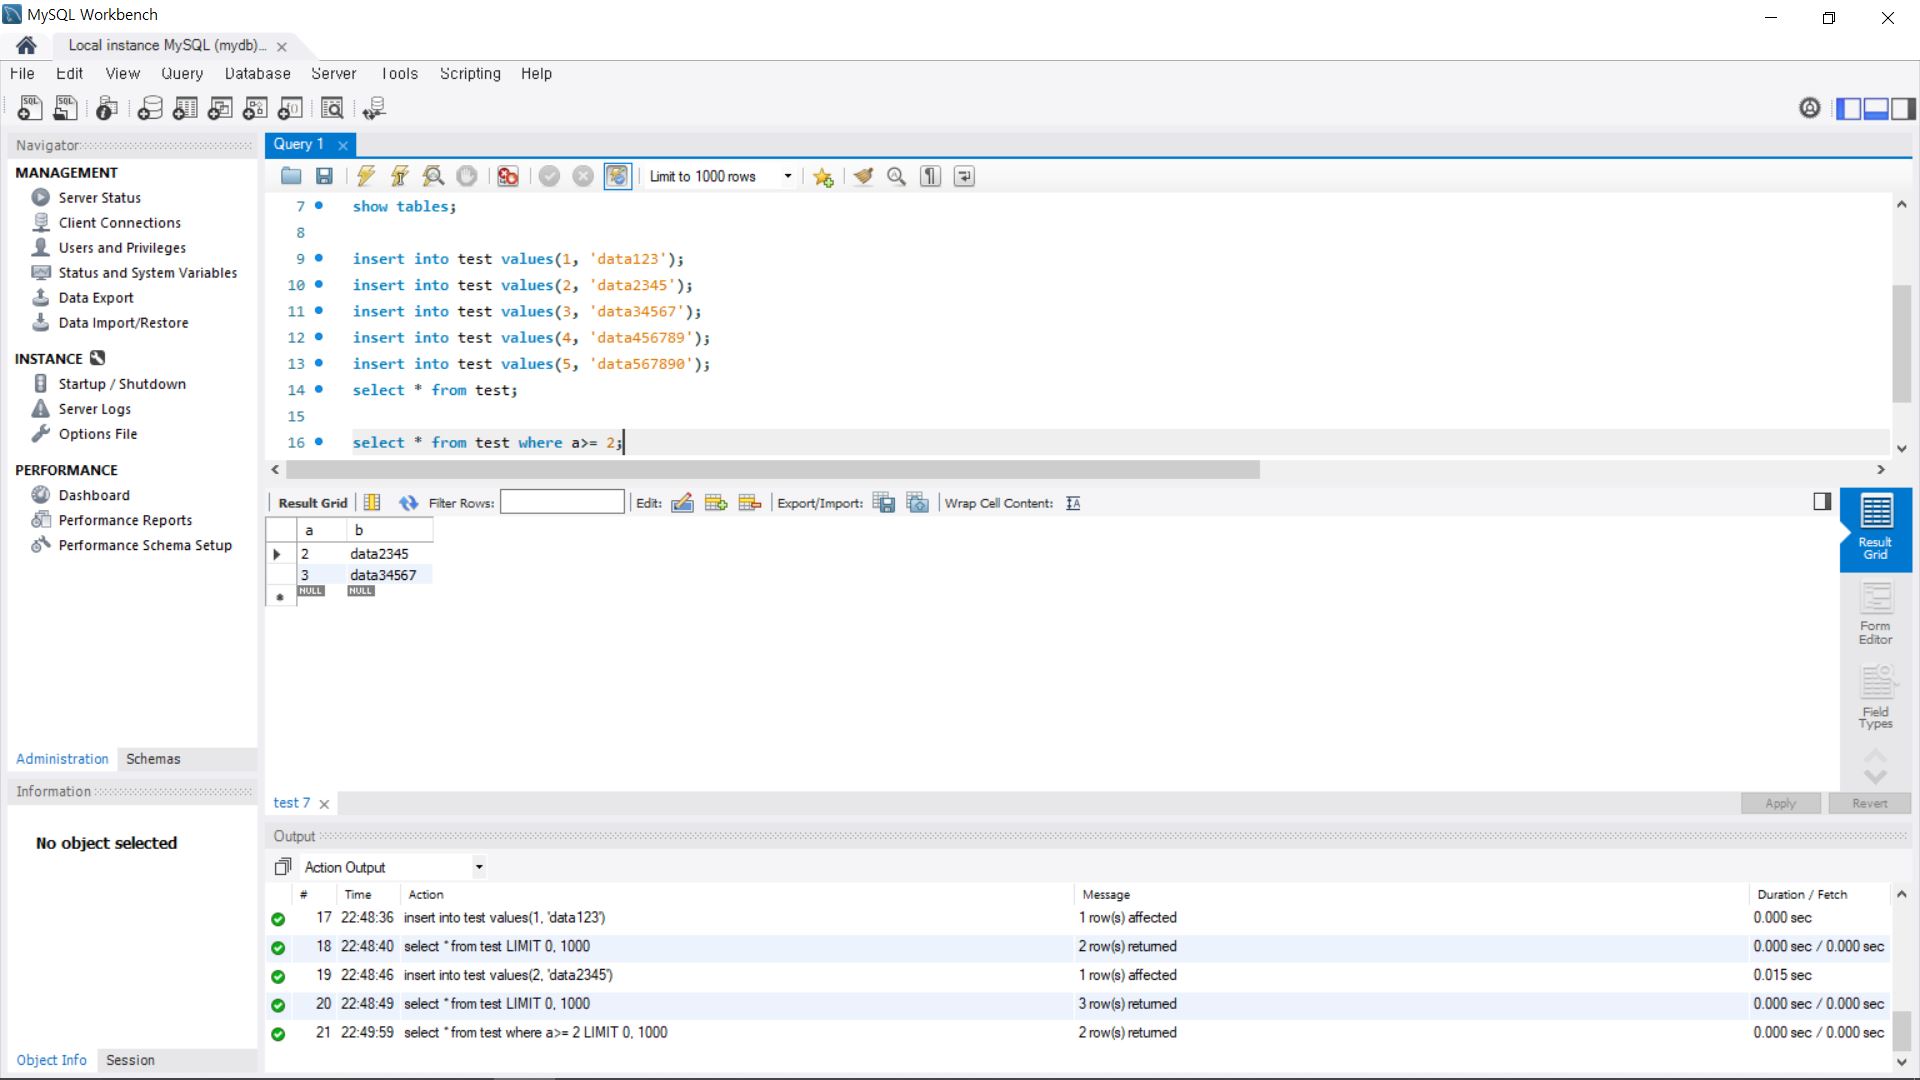 MySQL Workbench
Local instance MySQL (mydb)...
File Edit View Query Database Server Tools Scripting Help
Navigator
MANAGEMENT
Server Status
Client Connections
Users and Privileges
Status and System Variables
Data Export
Data Import/Restore
INSTANCE
Startup / Shutdown
Server Logs
Options File
PERFORMANCE
Dashboard
Performance Reports
Performance Schema Setup
Administration Schemas
Information
No object selected
Object Info Session
Query 1
Limit to 1000 rows
7 show tables;
8
9 insert into test values(1, 'data123');
10 insert into test values(2, 'data2345');
11 insert into test values(3, 'data34567');
12 insert into test values(4, 'data456789');
13 insert into test values(5, 'data567890');
14 select * from test;
15
16 select * from test where a>= 2;
Result Grid Filter Rows: Edit: Export/Import: Wrap Cell Content:
a b
2 data2345
3 data34567
NULL NULL
Result
Grid
Form
Editor
Field
Types
test 7 Apply Revert
Output
Action Output
# Time Action Message Duration / Fetch
17 22:48:36 insert into test values(1, 'data123') 1 row(s) affected 0.000 sec
18 22:48:40 select * from test LIMIT 0, 1000 2 row(s) returned 0.000 sec / 0.000 sec
19 22:48:46 insert into test values(2, 'data2345') 1 row(s) affected 0.015 sec
20 22:48:49 select * from test LIMIT 0, 1000 3 row(s) returned 0.000 sec / 0.000 sec
21 22:49:59 select * from test where a>= 2 LIMIT 0, 1000 2 row(s) returned 0.000 sec / 0.000 sec